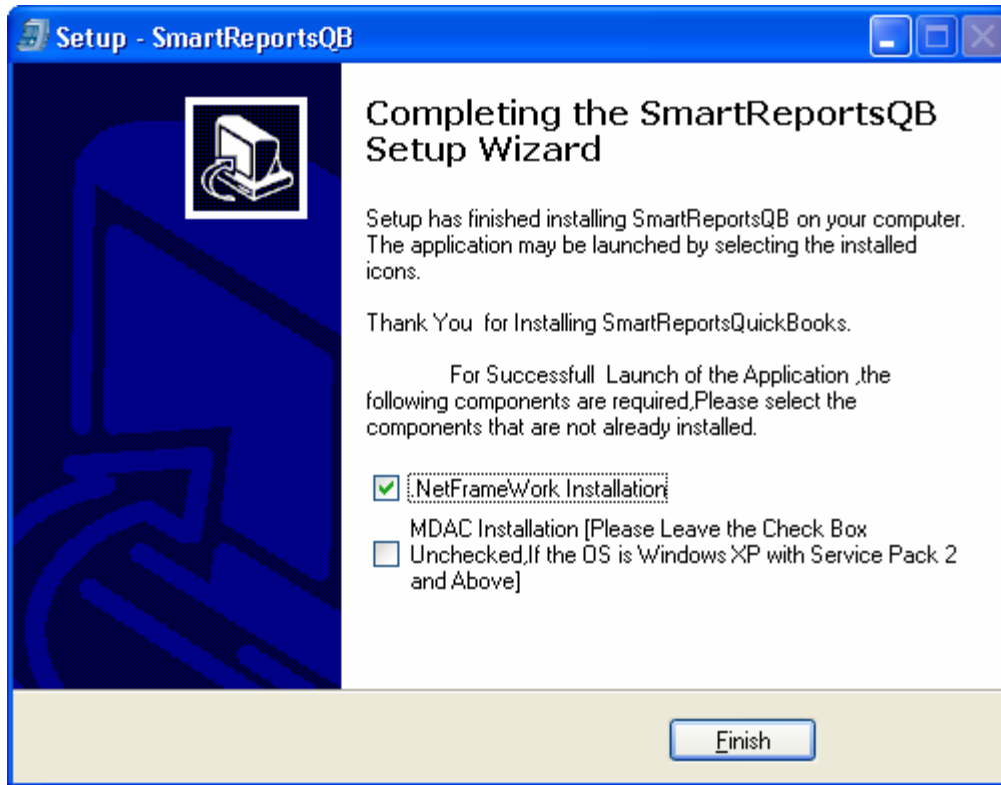 Setup - SmartReportsQB
Completing the SmartReportsQB
Setup Wizard
Setup has finished installing SmartReportsQB on your computer.
The application may be launched by selecting the installed
icons.
Thank You  for Installing SmartReportsQuickBooks.
For Successfull  Launch of the Application ,the
following components are required,Please select the
components that are not already installed.
.NetFrameWork Installation
MDAC Installation [Please Leave the Check Box
Unchecked,If the OS is Windows XP with Service Pack 2
and Above]
Finish